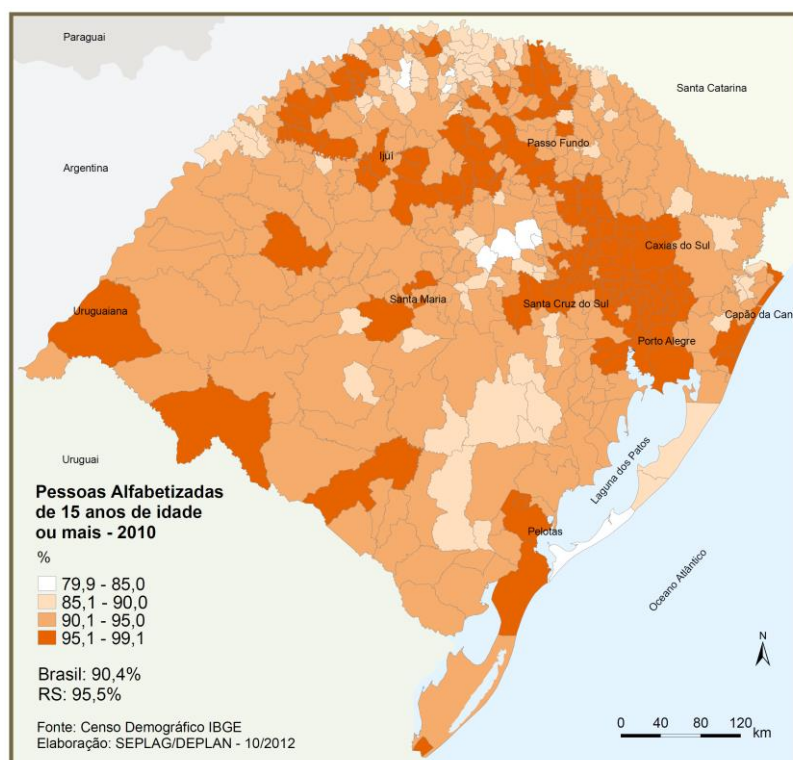 Paraguai
Santa Catarina
Argentina
Ijuí
Passo Fundo
Caxias do Sul
Uruguaiana
Santa Maria
Santa Cruz do Sul
Capão da Can
Porto Alegre
Uruguai
Laguna dos Patos
Pelotas
Oceano Atlântico
Pessoas Alfabetizadas
de 15 anos de idade
ou mais - 2010
%
79,9 - 85,0
85,1 - 90,0
90,1 - 95,0
95,1 - 99,1
Brasil: 90,4%
RS: 95,5%
Fonte: Censo Demográfico IBGE
Elaboração: SEPLAG/DEPLAN - 10/2012
N
0 40 80 120
km